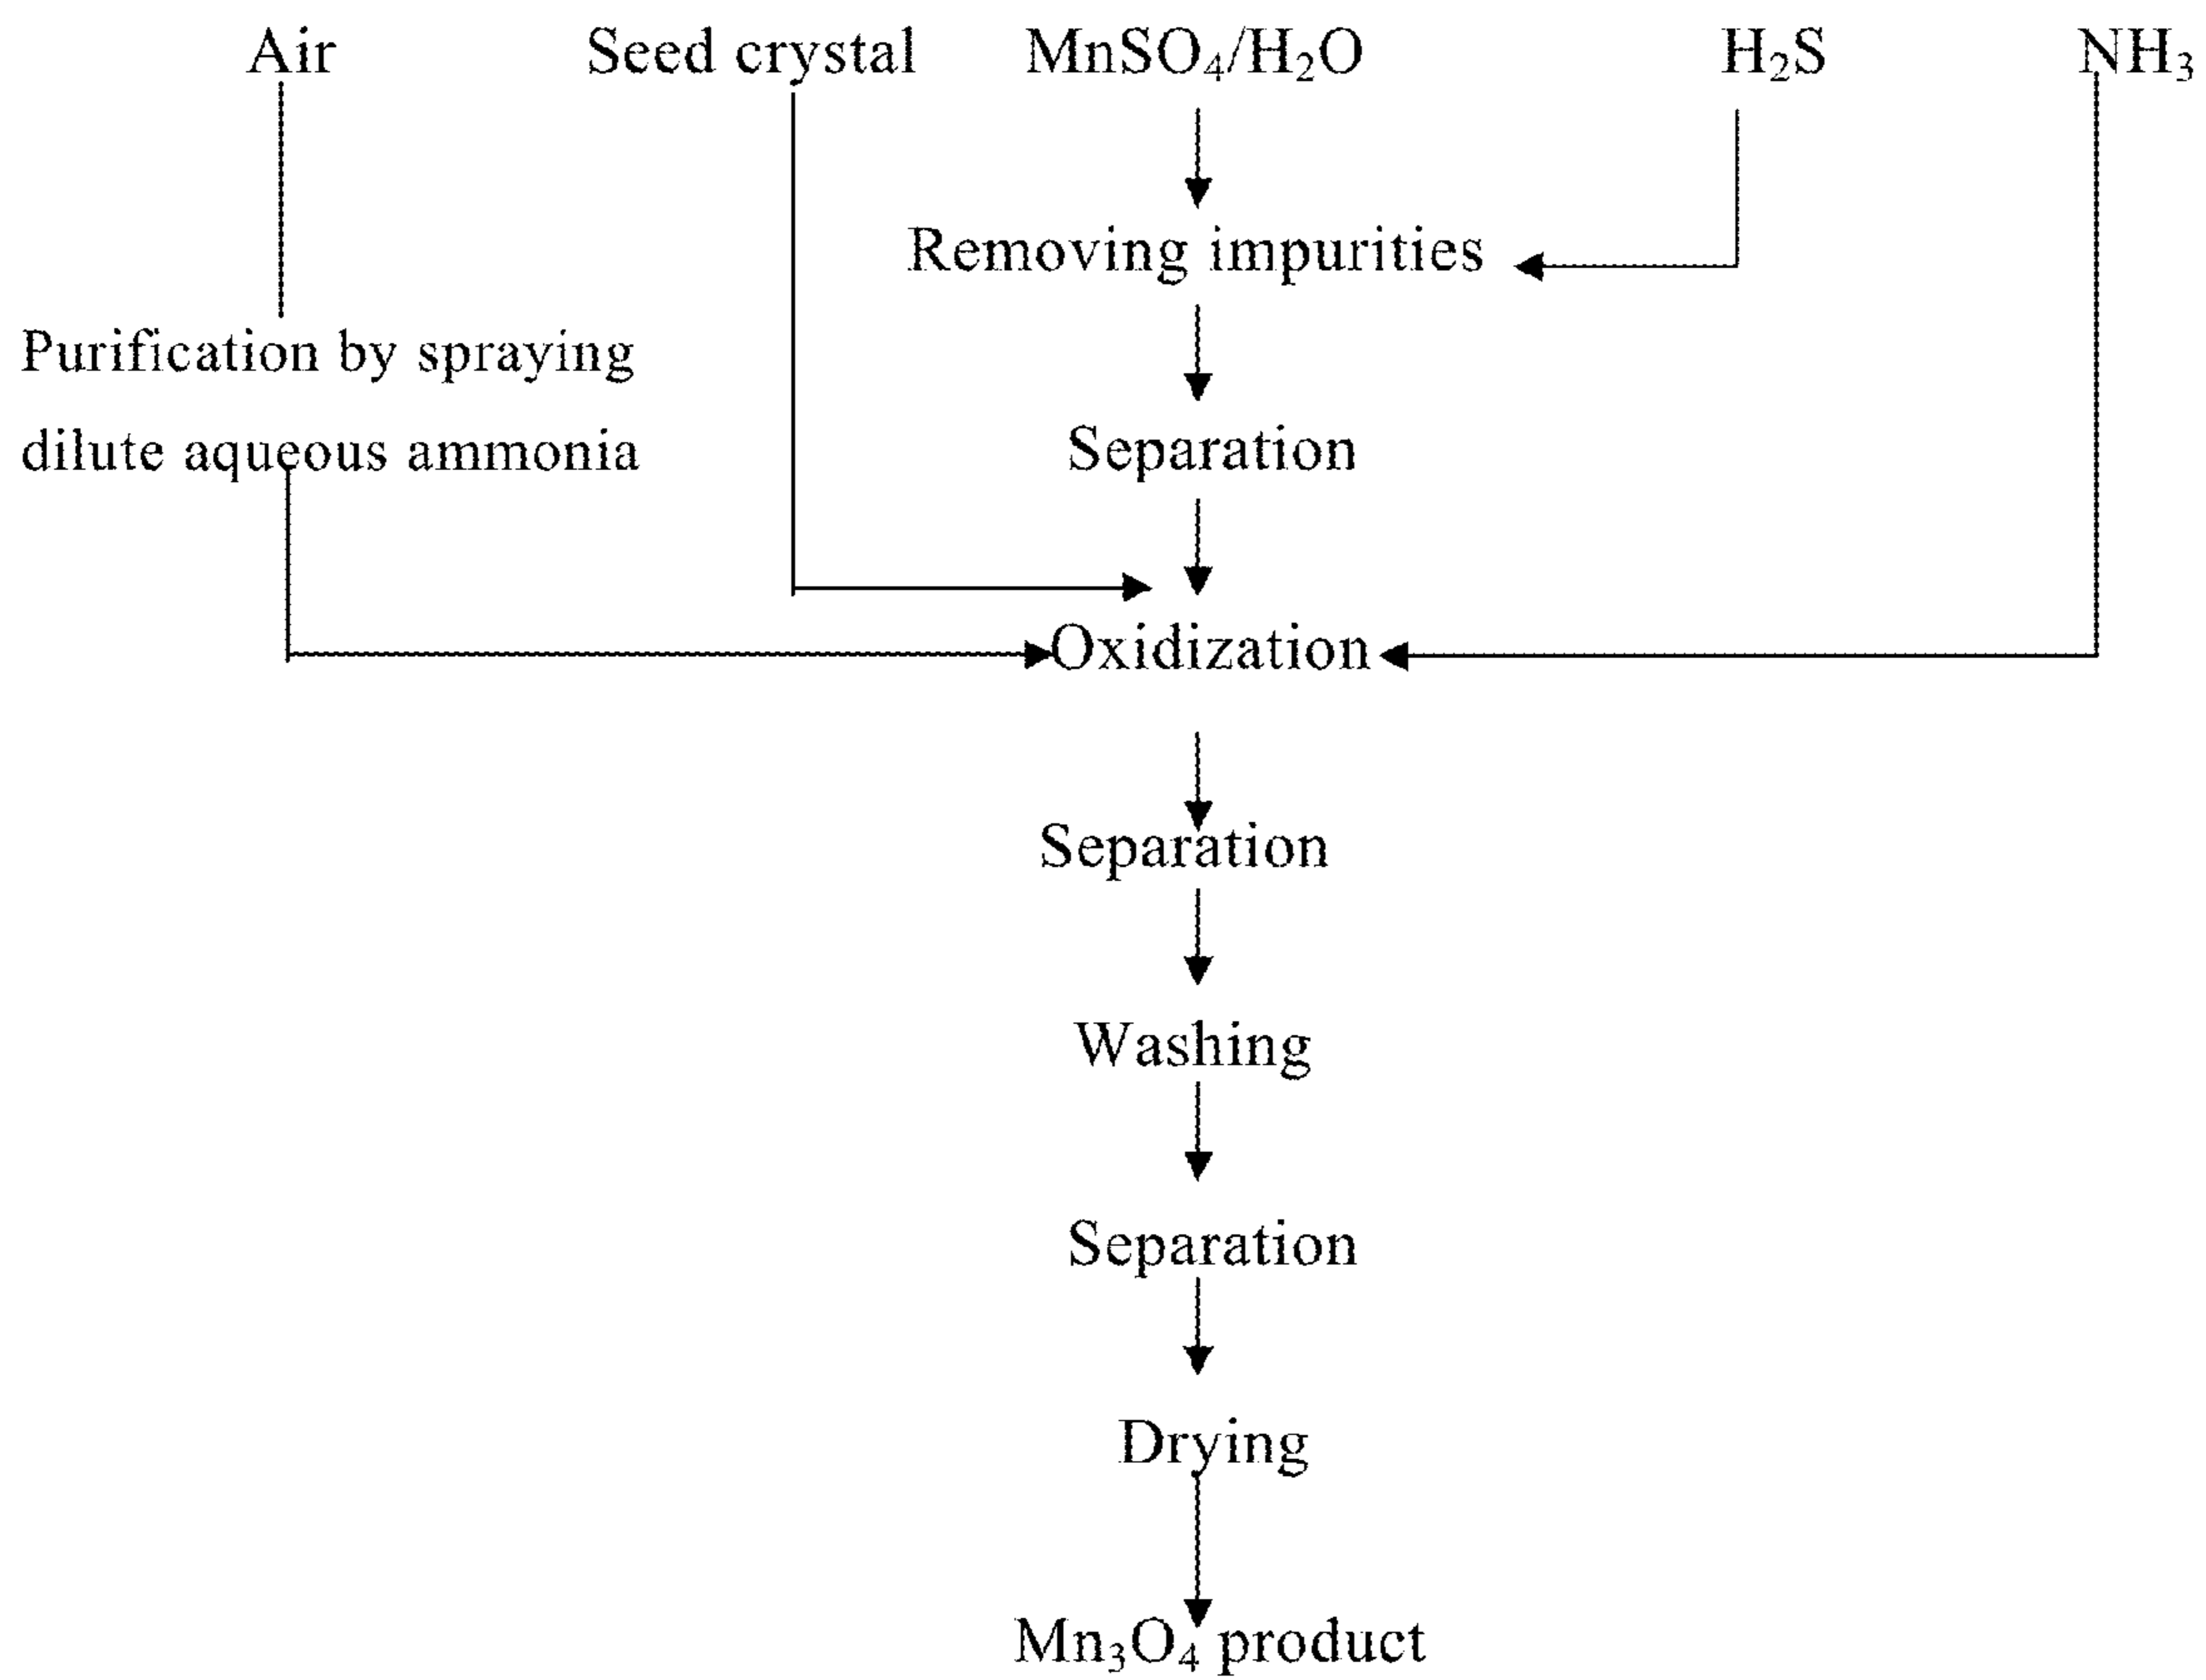 Air
Seed crystal
MnSO₄/H₂O
H₂S
NH₃
Removing impurities
Purification by spraying
dilute aqueous ammonia
Separation
Oxidization
Separation
Washing
Separation
Drying
Mn₃O₄ product